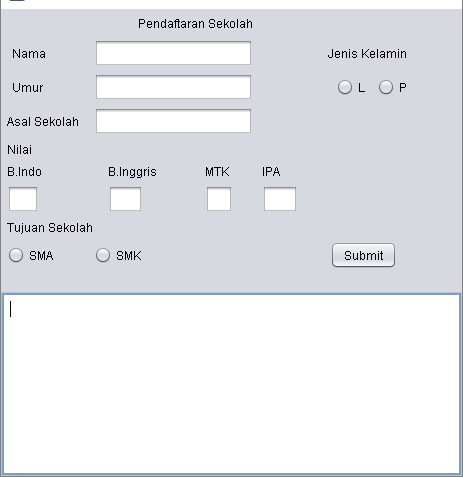 Pendaftaran Sekolah
Nama
Jenis Kelamin
Umur
L P
Asal Sekolah
Nilai
B.Indo B.Inggris MTK IPA
Tujuan Sekolah
SMA SMK Submit